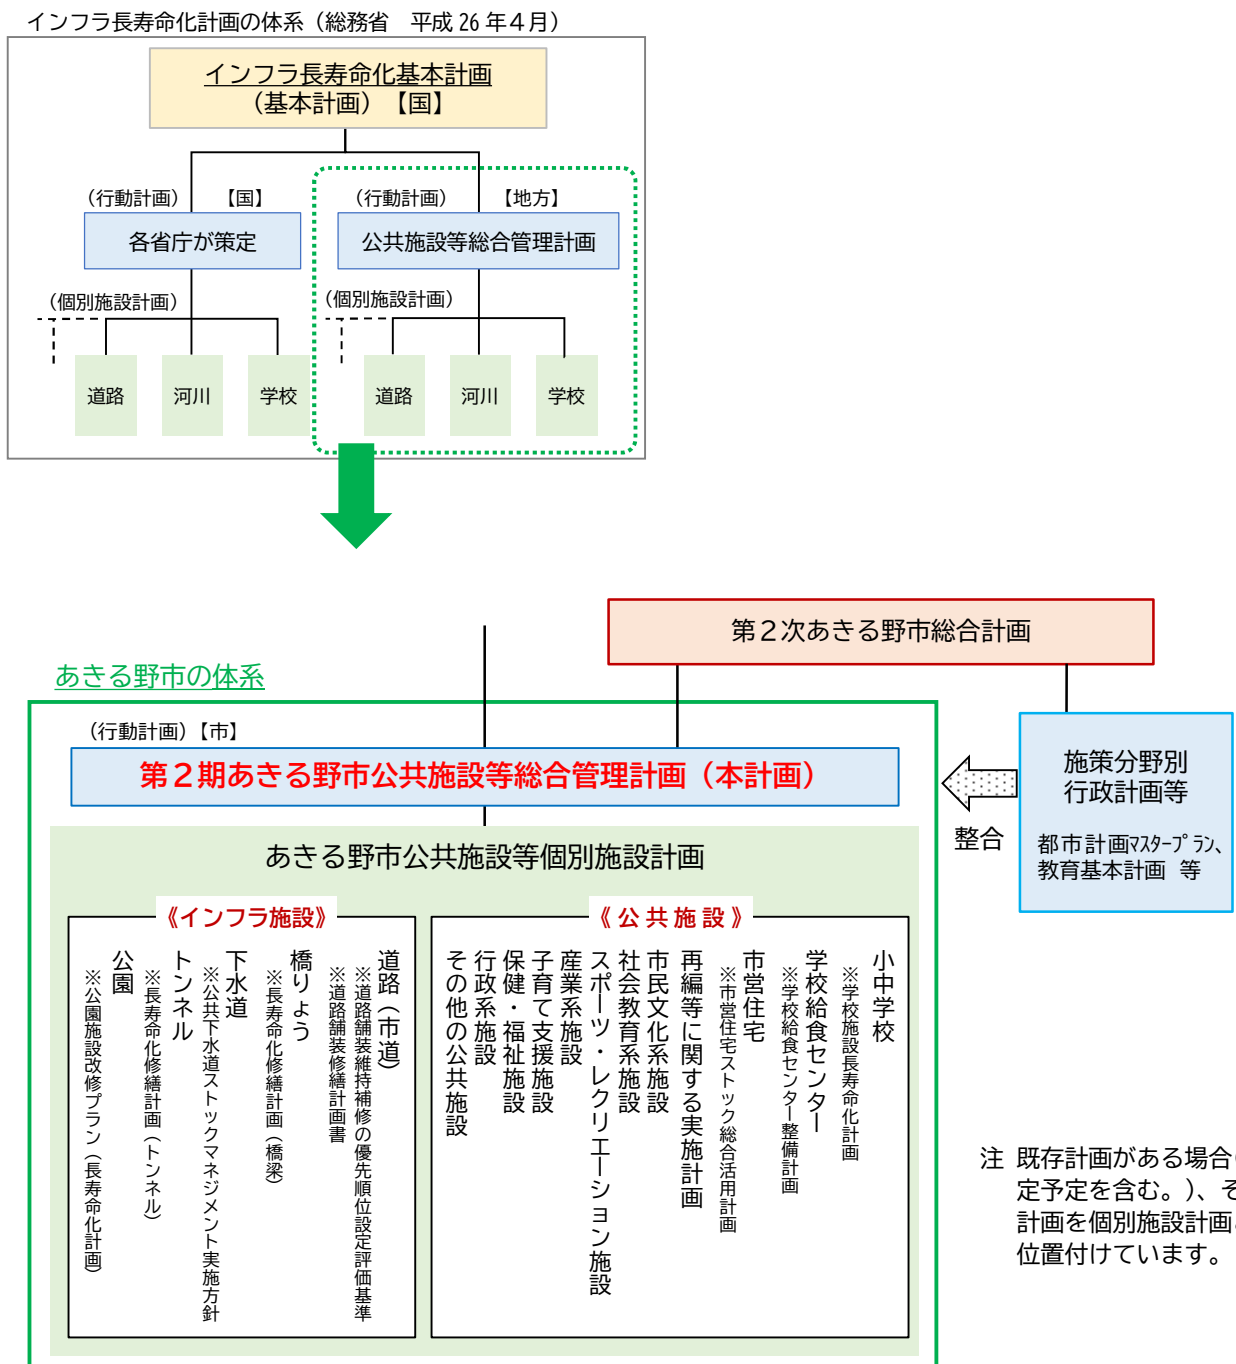 インフラ長寿命化計画の体系（総務省　平成 26 年４月）
インフラ長寿命化基本計画
（基本計画）【国】
（行動計画）　【国】
各省庁が策定
（個別施設計画）
道路
河川
学校
（行動計画）　【地方】
公共施設等総合管理計画
（個別施設計画）
道路
河川
学校
第２次あきる野市総合計画
あきる野市の体系
（行動計画）【市】
第２期あきる野市公共施設等総合管理計画（本計画）
施策分野別
行政計画等
都市計画ﾏｽﾀｰﾌﾟﾗﾝ、
教育基本計画 等
整合
あきる野市公共施設等個別施設計画
《インフラ施設》
道路（市道）
※道路舗装維持補修の優先順位設定評価基準
※道路舗装修繕計画書
橋りょう
※長寿命化修繕計画（橋梁）
下水道
※公共下水道ストックマネジメント実施方針
トンネル
※長寿命化修繕計画（トンネル）
公園
※公園施設改修プラン（長寿命化計画）
《公共施設》
小中学校
※学校施設長寿命化計画
学校給食センター
※学校給食センター整備計画
市営住宅
※市営住宅ストック総合活用計画
再編等に関する実施計画
市民文化系施設
社会教育系施設
スポーツ・レクリエーション施設
産業系施設
子育て支援施設
保健・福祉施設
行政系施設
その他の公共施設
注 既存計画がある場合
定予定を含む。）、そ
計画を個別施設計画
位置付けています。